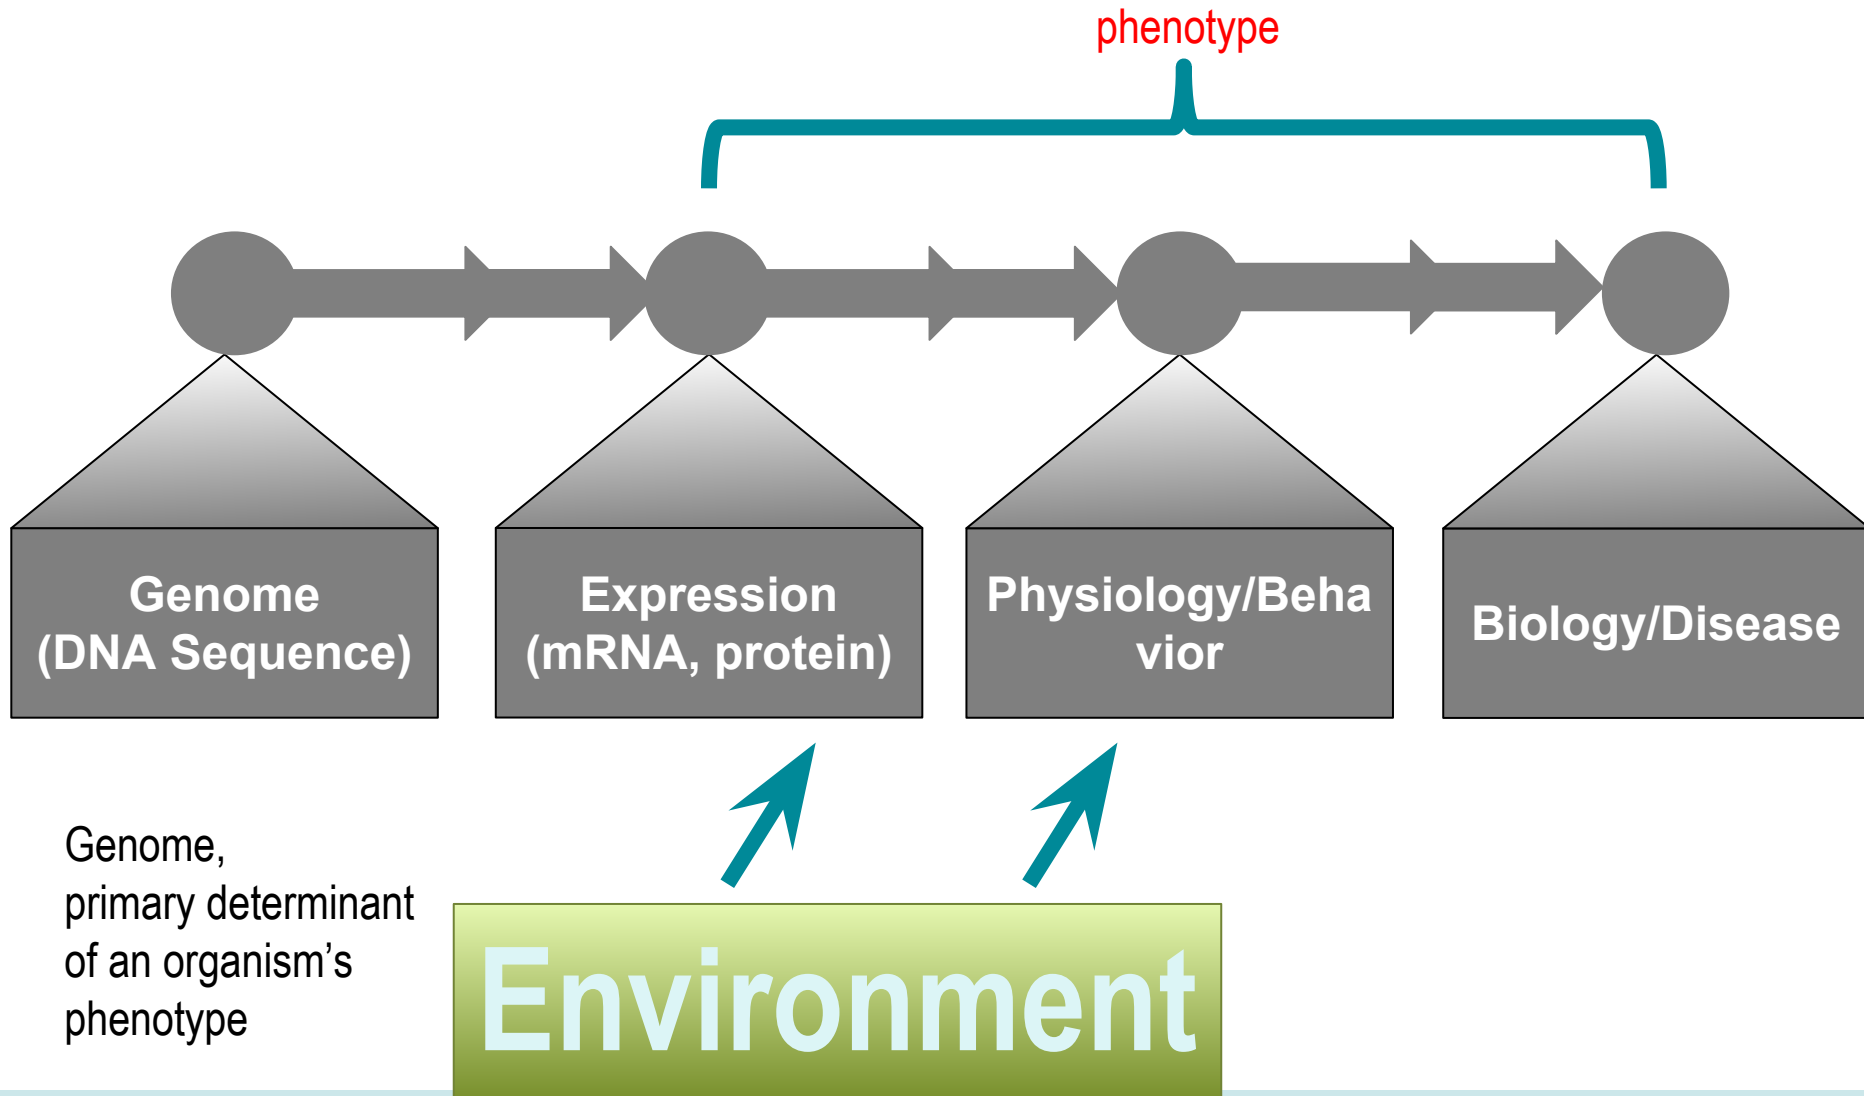 phenotype
Genome
(DNA Sequence)
Expression
(mRNA, protein)
Physiology/Beha
vior
Biology/Disease
Genome,
primary determinant
of an organism’s
phenotype
Environment